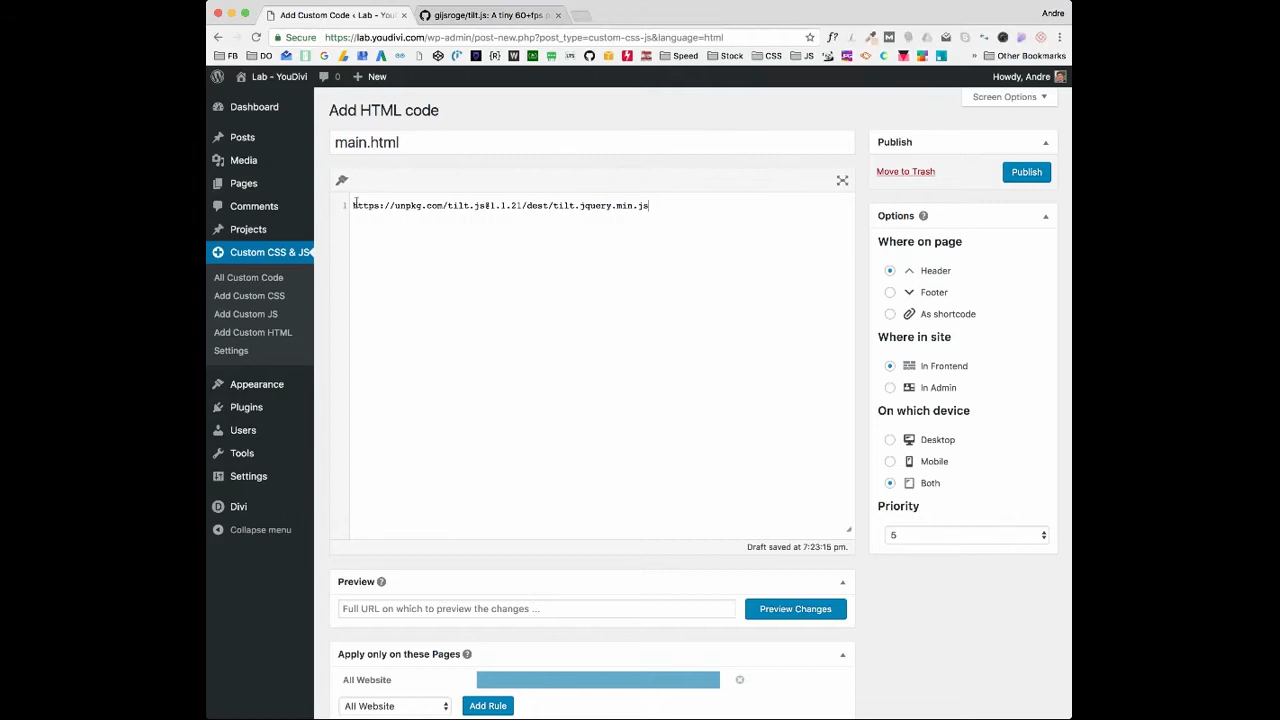 Add Custom Code ‹ Lab - You
gijsroge/tilt.js: A tiny 60+fps p
Andre
Secure
https://lab.youdivi.com/wp-admin/post-new.php?post_type=custom-css-js&language=html
FB
DO
Speed
Stock
CSS
JS
Other Bookmarks
Lab - YouDivi
0
New
Howdy, Andre
Screen Options
Dashboard
Posts
Media
Pages
Comments
Projects
Custom CSS & JS
All Custom Code
Add Custom CSS
Add Custom JS
Add Custom HTML
Settings
Appearance
Plugins
Users
Tools
Settings
Divi
Collapse menu
Add HTML code
main.html
1 https://unpkg.com/tilt.js@1.1.21/dest/tilt.jquery.min.js
Draft saved at 7:23:15 pm.
Preview
Full URL on which to preview the changes ...
Preview Changes
Apply only on these Pages
All Website
All Website
Add Rule
Publish
Move to Trash
Publish
Options
Where on page
Header
Footer
As shortcode
Where in site
In Frontend
In Admin
On which device
Desktop
Mobile
Both
Priority
5